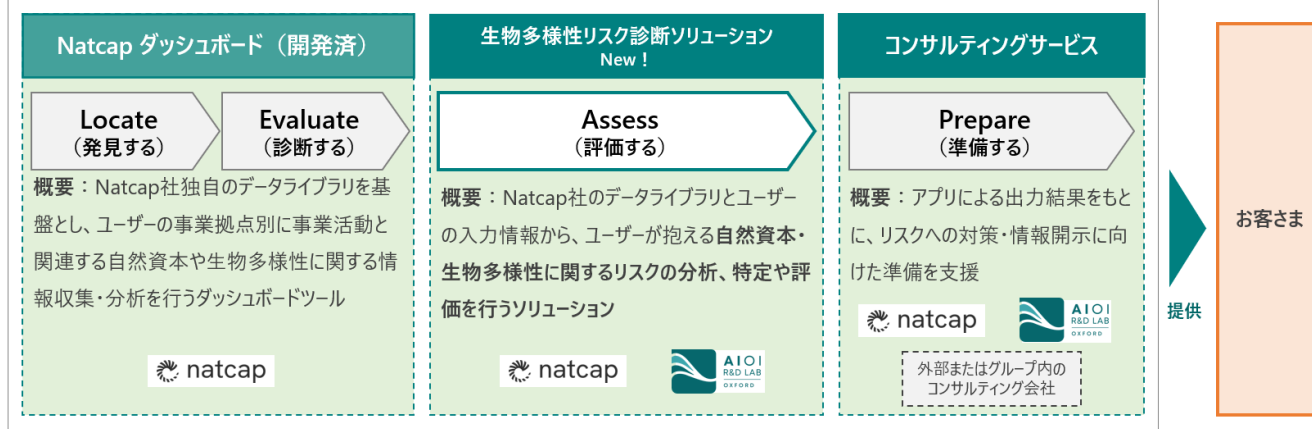 Natcap ダッシュボード（開発済）
Locate
（発見する）
Evaluate
（診断する）
概要：Natcap社独自のデータライブラリを基
盤とし、ユーザーの事業拠点別に事業活動と
関連する自然資本や生物多様性に関する情
報収集・分析を行うダッシュボードツール
natcap
生物多様性リスク診断ソリューション
New！
Assess
（評価する）
概要：Natcap社のデータライブラリとユーザー
の入力情報から、ユーザーが抱える自然資本・
生物多様性に関するリスクの分析、特定や評
価を行うソリューション
natcap
AIOI
R&D LAB
OXFORD
コンサルティングサービス
Prepare
（準備する）
概要：アプリによる出力結果をもと
に、リスクへの対策・情報開示に向
けた準備を支援
natcap
AIOI
R&D LAB
OXFORD
外部またはグループ内の
コンサルティング会社
提供
お客さま